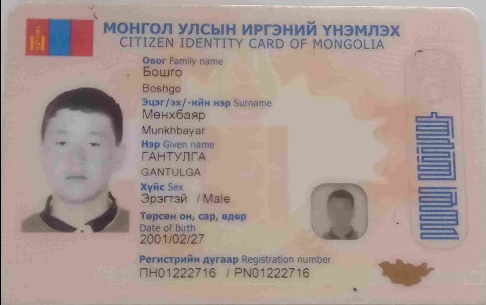 МОНГОЛ УЛСЫН ИРГЭНИЙ ҮНЭМЛЭХ
CITIZEN IDENTITY CARD OF MONGOLIA
Овог Family name
Бошго
Boshgo
Эцэг/эх/-ийн нэр Surname
Мөнхбаяр
Munkhbayar
Нэр Given name
ГАНТУЛГА
GANTULGA
Хүйс Sex
Эрэгтэй / Male
Төрсөн он, сар, өдөр
Date of birth
2001/02/27
Регистрийн дугаар Registration number
ПН01222716 / PN01222716